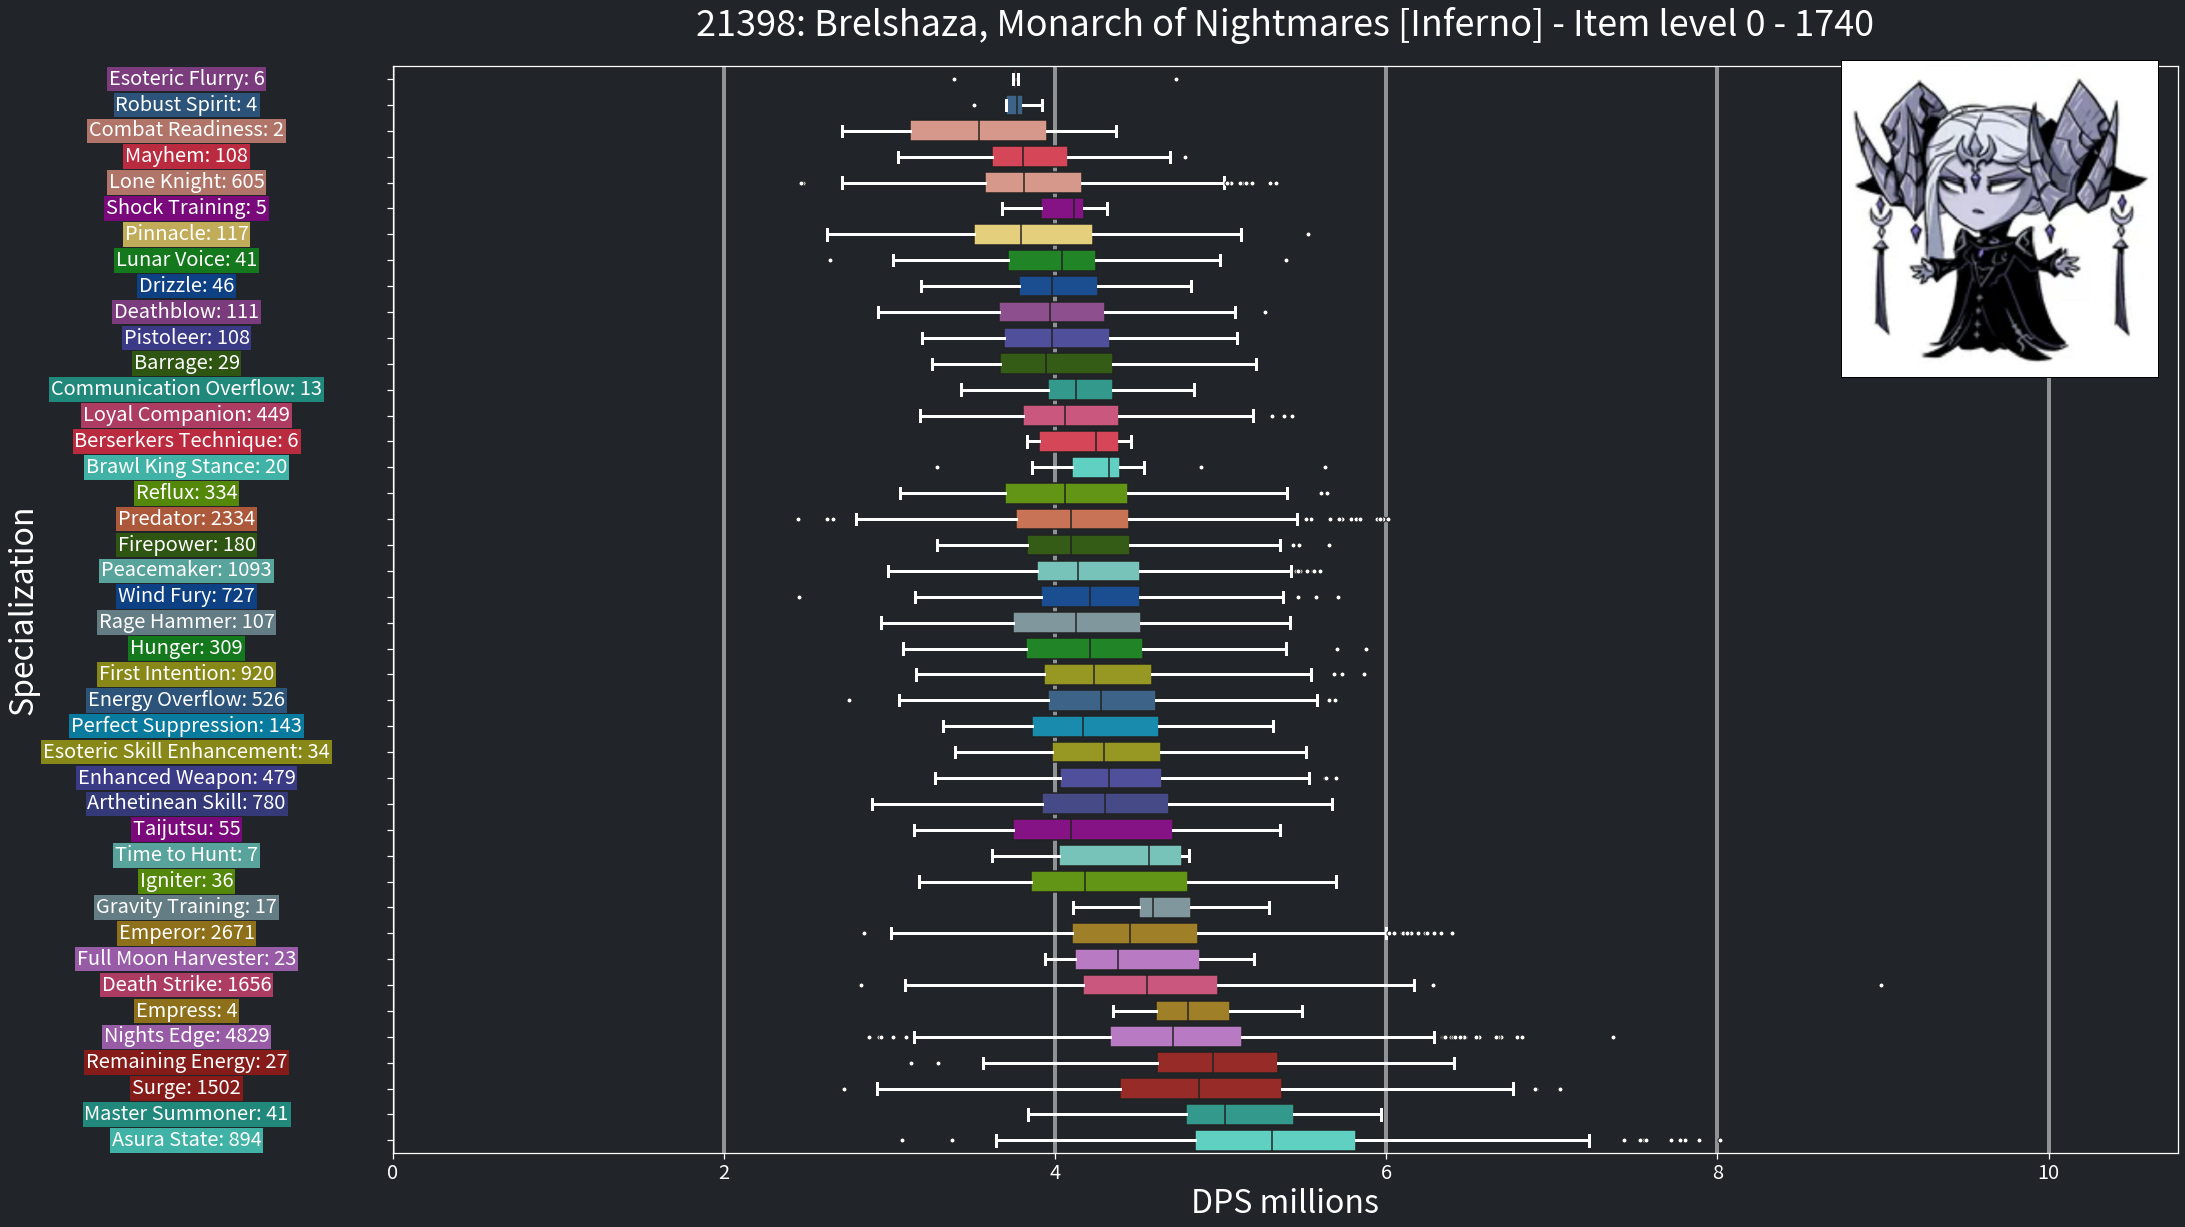 21398: Brelshaza, Monarch of Nightmares [Inferno] - Item level 0 - 1740
Specialization
Esoteric Flurry: 6
Robust Spirit: 4
Combat Readiness: 2
Mayhem: 108
Lone Knight: 605
Shock Training: 5
Pinnacle: 117
Lunar Voice: 41
Drizzle: 46
Deathblow: 111
Pistoleer: 108
Barrage: 29
Communication Overflow: 13
Loyal Companion: 449
Berserkers Technique: 6
Brawl King Stance: 20
Reflux: 334
Predator: 2334
Firepower: 180
Peacemaker: 1093
Wind Fury: 727
Rage Hammer: 107
Hunger: 309
First Intention: 920
Energy Overflow: 526
Perfect Suppression: 143
Esoteric Skill Enhancement: 34
Enhanced Weapon: 479
Arthetinean Skill: 780
Taijutsu: 55
Time to Hunt: 7
Igniter: 36
Gravity Training: 17
Emperor: 2671
Full Moon Harvester: 23
Death Strike: 1656
Empress: 4
Nights Edge: 4829
Remaining Energy: 27
Surge: 1502
Master Summoner: 41
Asura State: 894
0 2 4 6 8 10
DPS millions